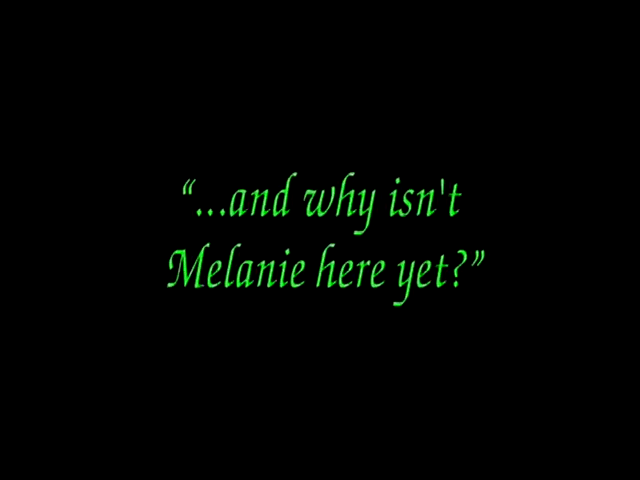 “...and why isn't
Melanie here yet?”